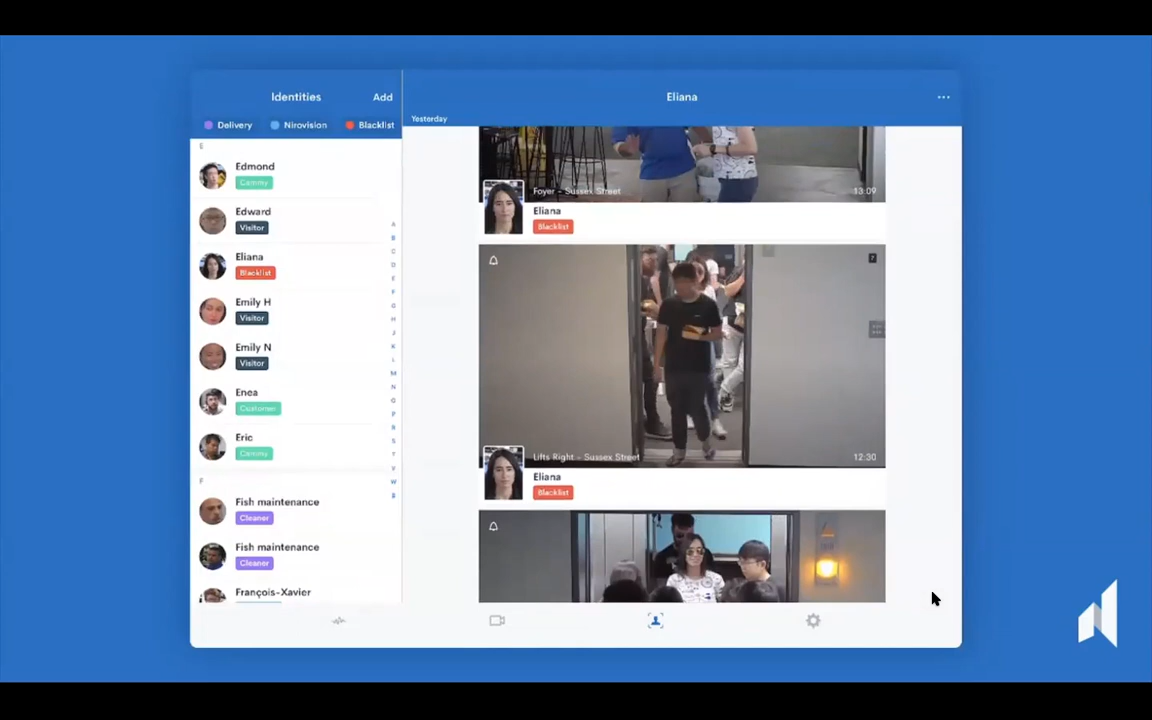 Identities
Add
Delivery
Nirovision
Blacklist
E
Edmond
Cammy
Edward
Visitor
Eliana
Blacklist
Emily H
Visitor
Emily N
Visitor
Enea
Customer
Eric
Cammy
F
Fish maintenance
Cleaner
Fish maintenance
Cleaner
François-Xavier
A
B
C
D
E
F
G
H
J
K
L
M
N
Eliana
...
Yesterday
Foyer - Sussex Street
13:09
Eliana
Blacklist
Lifts Right - Sussex Street
12:30
Eliana
Blacklist